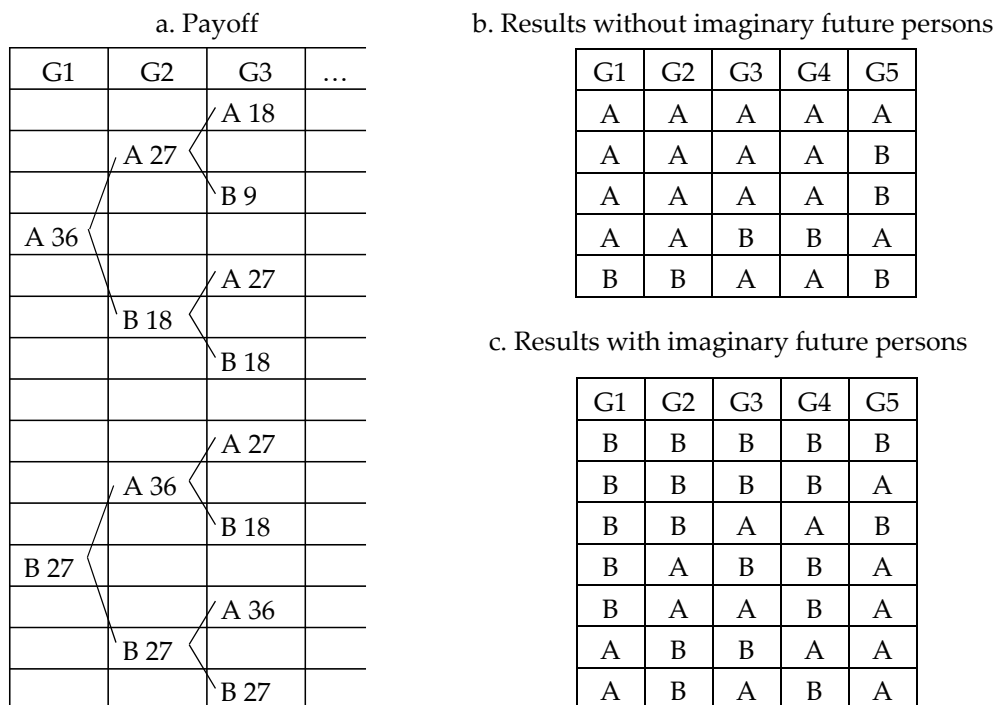 a. Payoff
G1 G2 G3 …
A 18
A 27
B 9
A 36
A 27
B 18
B 18
A 27
A 36
B 18
B 27
A 36
B 27
B 27
b. Results without imaginary future persons
G1 G2 G3 G4 G5
A A A A A
A A A A B
A A A A B
A A B B A
B B A A B
c. Results with imaginary future persons
G1 G2 G3 G4 G5
B B B B B
B B B B A
B B A A B
B A B B A
B A A B A
A B B A A
A B A B A